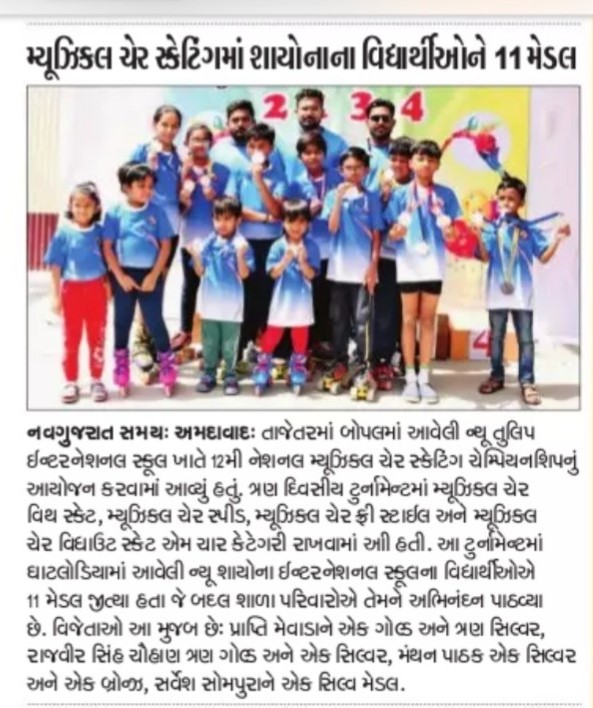 મ્યૂઝિકલ ચેર સ્કેટિંગમાં શાયોનાના વિદ્યાર્થીઓને 11 મેડલ
2 3 4
4
નવગુજરાત સમય: અમદાવાદ: તાજેતરમાં બોપલમાં આવેલી ન્યૂ તુલિપ
ઈન્ટરનેશનલ સ્કૂલ ખાતે 12મી નેશનલ મ્યૂઝિકલ ચેર સ્કેટિંગ ચેમ્પિયનશિપનું
આયોજન કરવામાં આવ્યું હતું. ત્રણ દિવસીય ટુર્નામેન્ટમાં મ્યૂઝિકલ ચેર
વિથ સ્કેટ, મ્યૂઝિકલ ચેર સ્પીડ, મ્યૂઝિકલ ચેર ફ્રી સ્ટાઈલ અને મ્યૂઝિકલ
ચેર વિધાઉટ સ્કેટ એમ ચાર કેટેગરી રાખવામાં આી હતી. આ ટુર્નામેન્ટમાં
ઘાટલોડિયામાં આવેલી ન્યૂ શાયોના ઈન્ટરનેશનલ સ્કૂલના વિદ્યાર્થીઓએ
11 મેડલ જીત્યા હતા જે બદલ શાળા પરિવારોએ તેમને અભિનંદન પાઠવ્યા
છે. વિજેતાઓ આ મુજબ છે: પ્રાપ્તિ મેવાડાને એક ગોલ્ડ અને ત્રણ સિલ્વર,
રાજવીર સિંહ ચૌહાણ ત્રણ ગોલ્ડ અને એક સિલ્વર, મંથન પાઠક એક સિલ્વર
અને એક બ્રોન્ઝ, સર્વેશ સોમપુરાને એક સિલ્વ મેડલ.